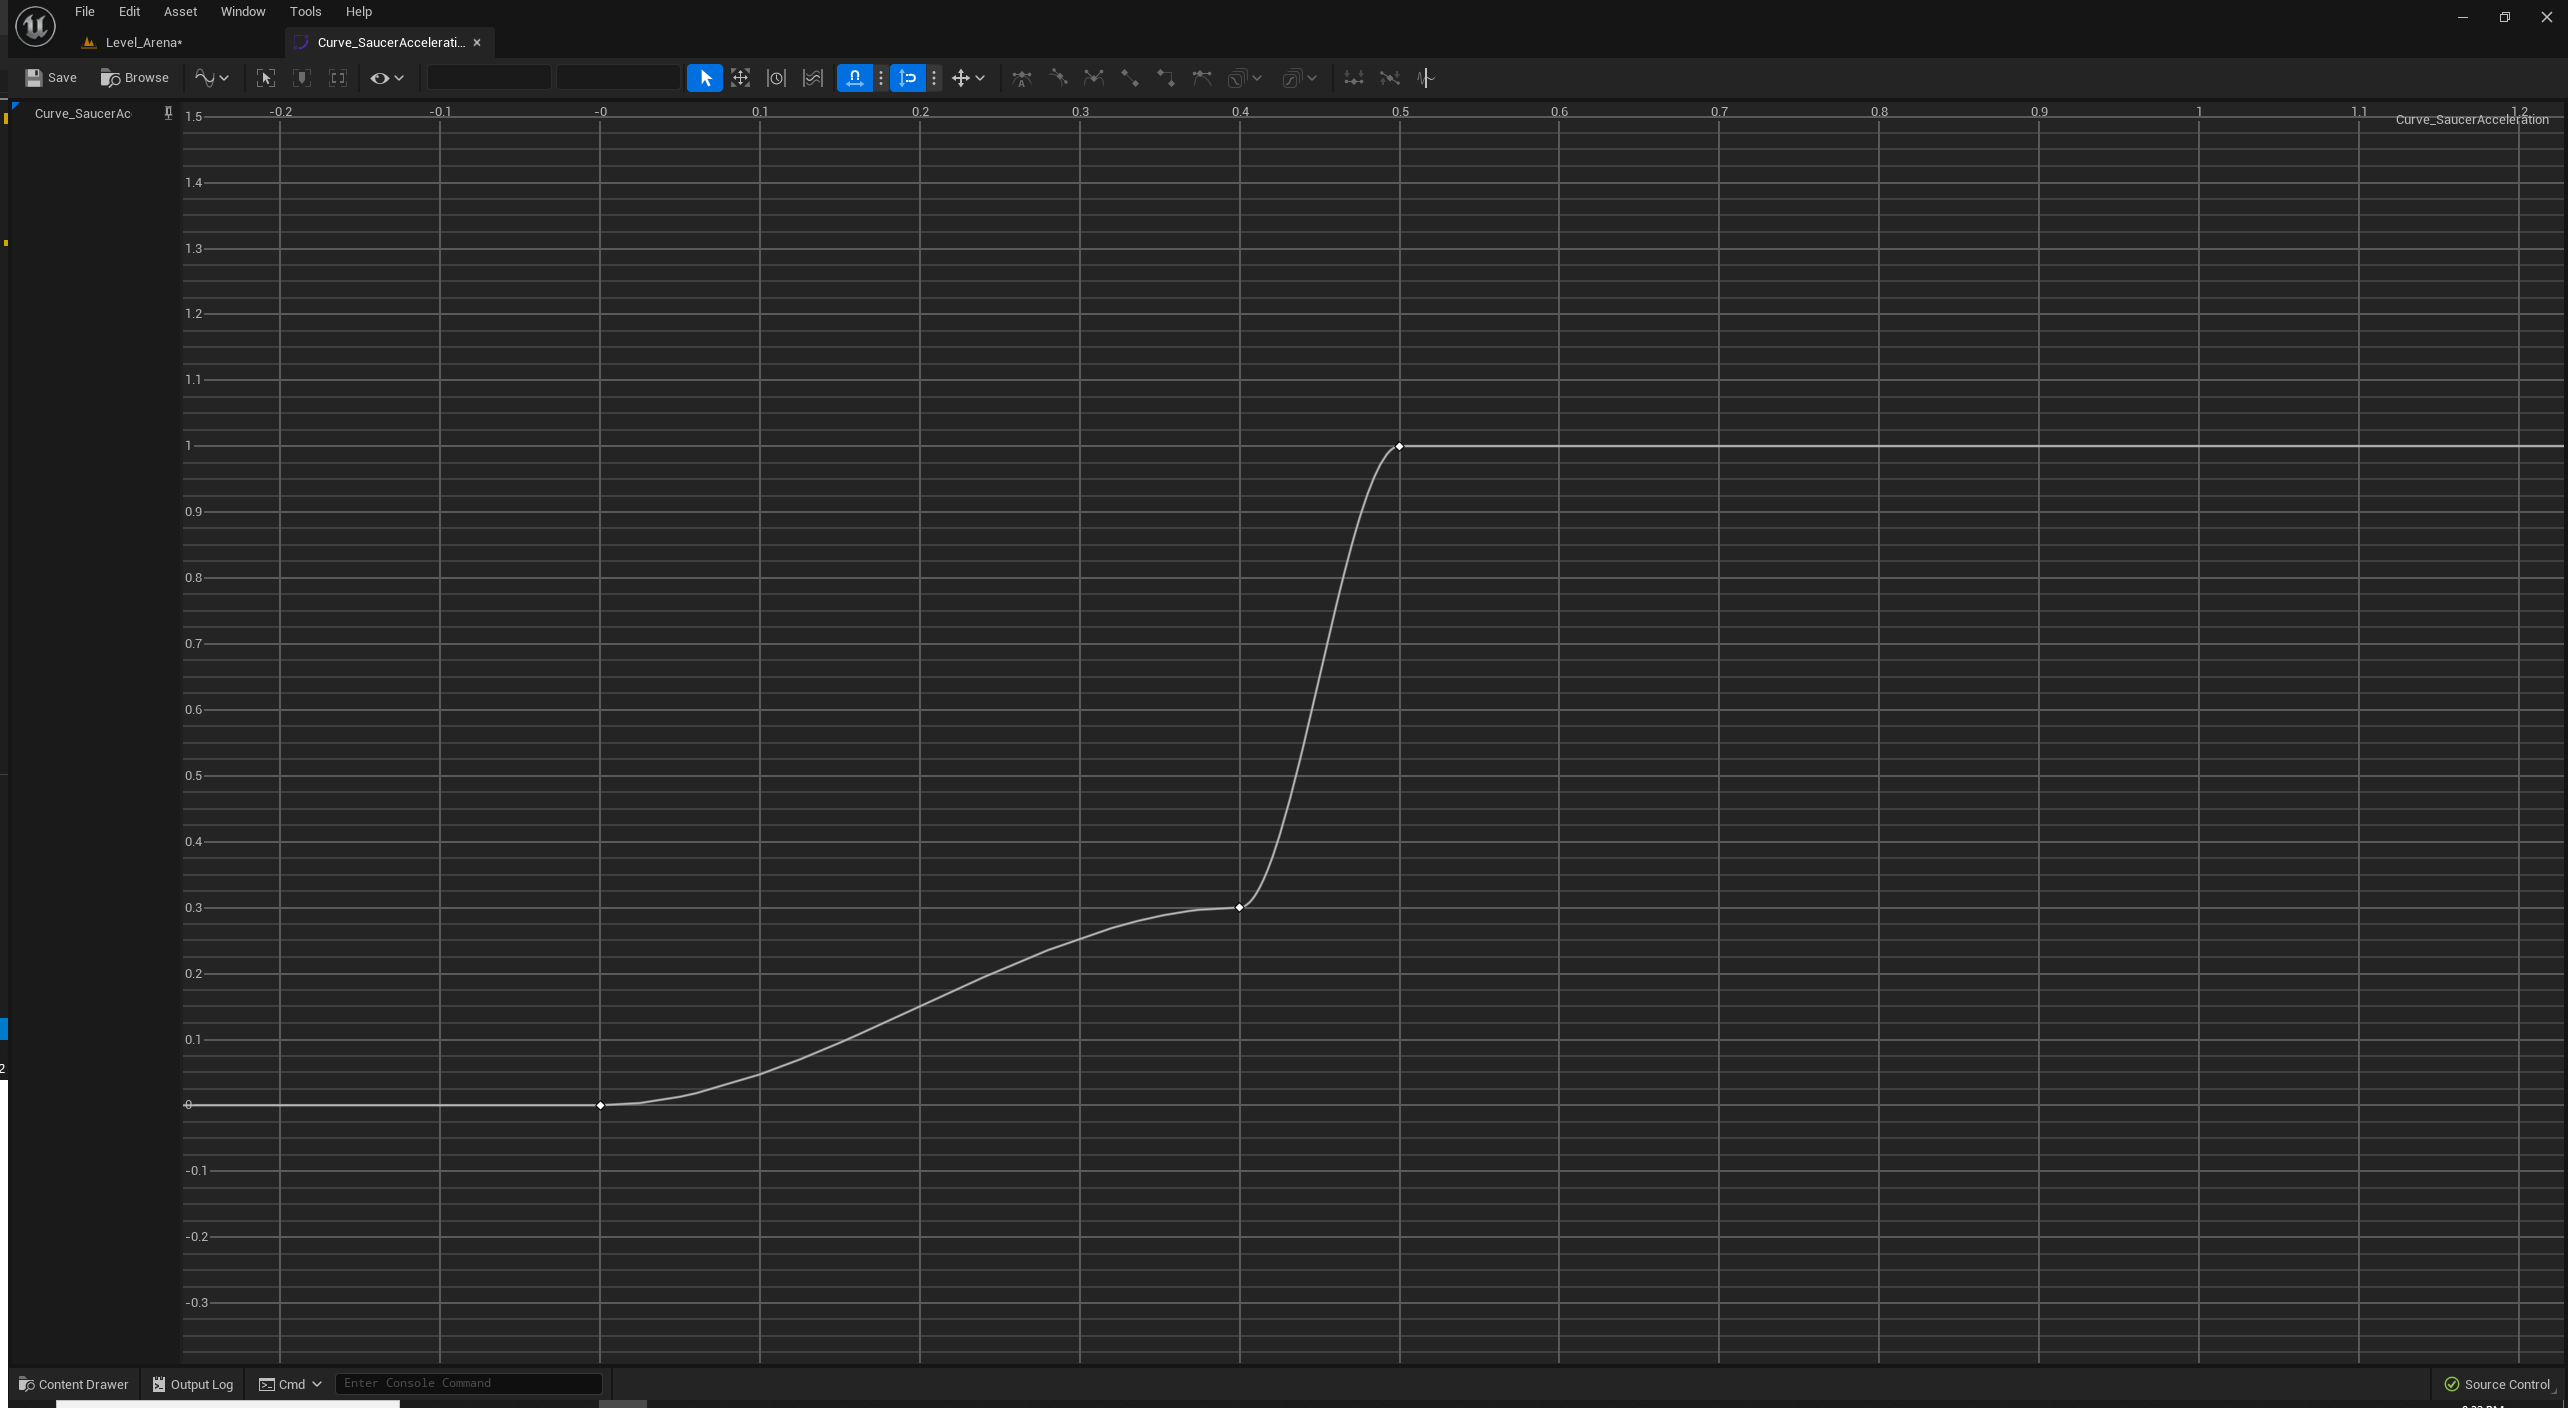 File Edit Asset Window Tools Help
Level_Arena* Curve_SaucerAccelerati...
Save Browse
Curve_SaucerAc
-0.2 -0.1 -0 0.1 0.2 0.3 0.4 0.5 0.6 0.7 0.8 0.9 1 1.1 1.2
Curve_SaucerAcceleration
1.5
1.4
1.3
1.2
1.1
1
0.9
0.8
0.7
0.6
0.5
0.4
0.3
0.2
0.1
0
-0.1
-0.2
-0.3
2
Content Drawer Output Log Cmd Enter Console Command Source Control